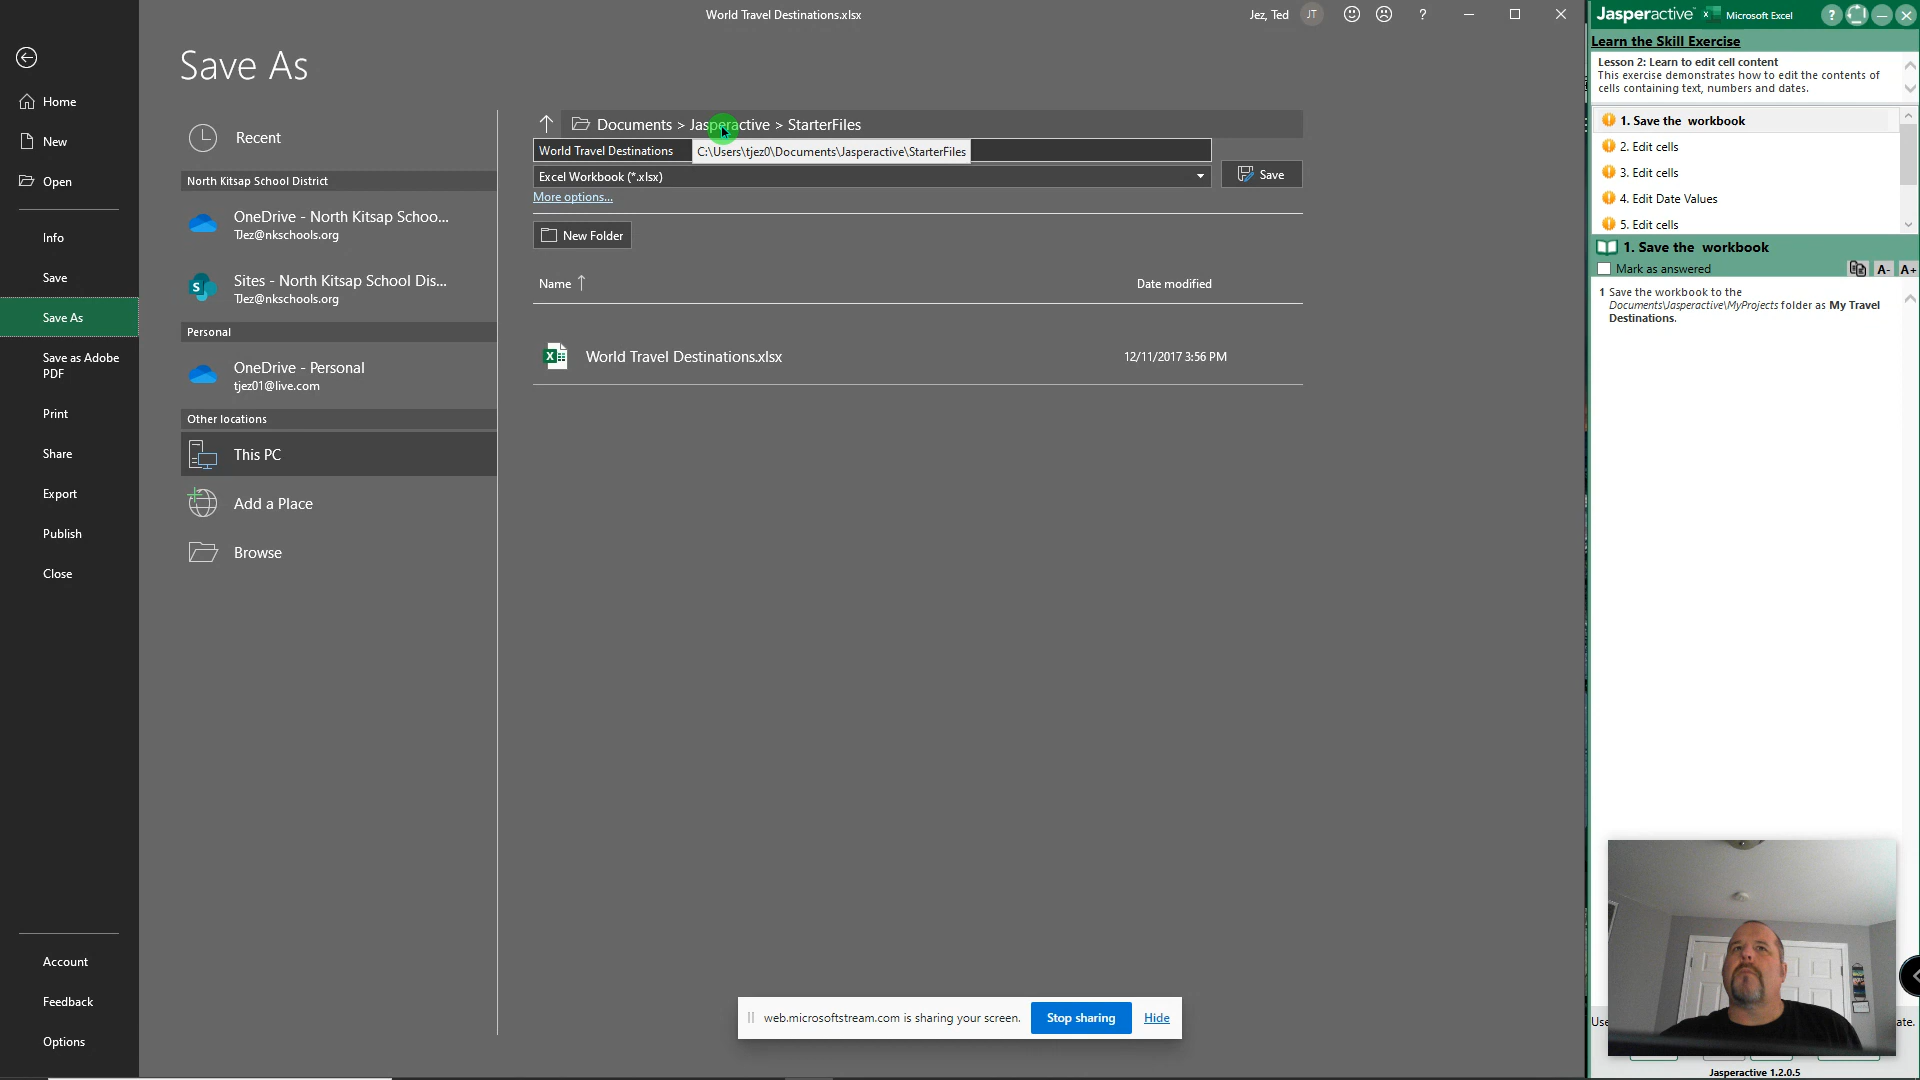 World Travel Destinations.xlsx
Jez, Ted
JT
?
Save As
Home
New
Open
Info
Save
Save As
Save as Adobe
PDF
Print
Share
Export
Publish
Close
Account
Feedback
Options
Recent
North Kitsap School District
OneDrive - North Kitsap Schoo...
TJez@nkschools.org
Sites - North Kitsap School Dis...
TJez@nkschools.org
Personal
OneDrive - Personal
tjez01@live.com
Other locations
This PC
Add a Place
Browse
Documents > Jasperactive > StarterFiles
World Travel Destinations
C:\Users\tjez0\Documents\Jasperactive\StarterFiles
Excel Workbook (*.xlsx)
Save
More options...
New Folder
Name
Date modified
World Travel Destinations.xlsx
12/11/2017 3:56 PM
web.microsoftstream.com is sharing your screen.
Stop sharing
Hide
Jasperactive
Microsoft Excel
?
Learn the Skill Exercise
Lesson 2: Learn to edit cell content
This exercise demonstrates how to edit the contents of
cells containing text, numbers and dates.
1. Save the workbook
2. Edit cells
3. Edit cells
4. Edit Date Values
5. Edit cells
1. Save the workbook
Mark as answered
A-
A+
1 Save the workbook to the
Documents\Jasperactive\MyProjects folder as My Travel
Destinations.
Use
ate.
Jasperactive 1.2.0.5